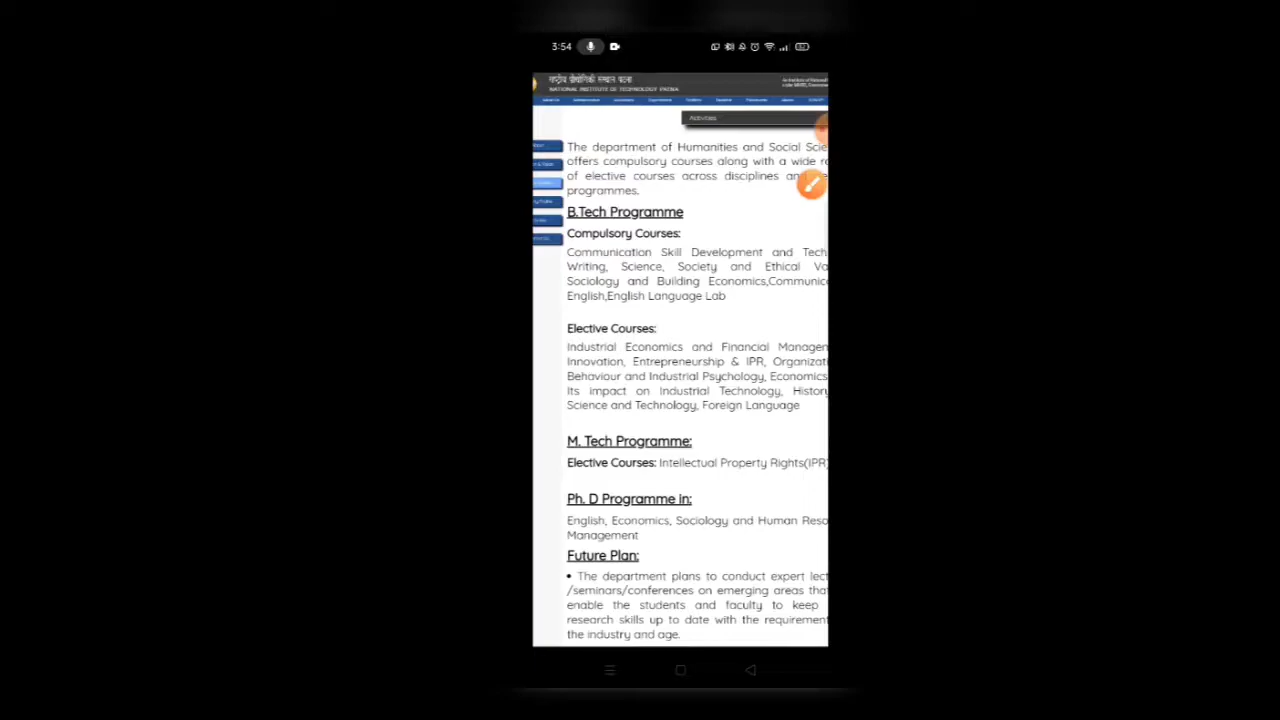 3:54
राष्ट्रीय प्रौद्योगिकी संस्थान पटना
NATIONAL INSTITUTE OF TECHNOLOGY PATNA
Activities
The department of Humanities and Social Scie
offers compulsory courses along with a wide r
of elective courses across disciplines and
programmes.
B.Tech Programme
Compulsory Courses:
Communication Skill Development and Tech
Writing, Science, Society and Ethical Va
Sociology and Building Economics,Communic
English,English Language Lab
Elective Courses:
Industrial Economics and Financial Managem
Innovation, Entrepreneurship & IPR, Organizati
Behaviour and Industrial Psychology, Economics
Its impact on Industrial Technology, History
Science and Technology, Foreign Language
M. Tech Programme:
Elective Courses: Intellectual Property Rights(IPR)
Ph. D Programme in:
English, Economics, Sociology and Human Reso
Management
Future Plan:
• The department plans to conduct expert lect
/seminars/conferences on emerging areas that
enable the students and faculty to keep
research skills up to date with the requirement
the industry and age.